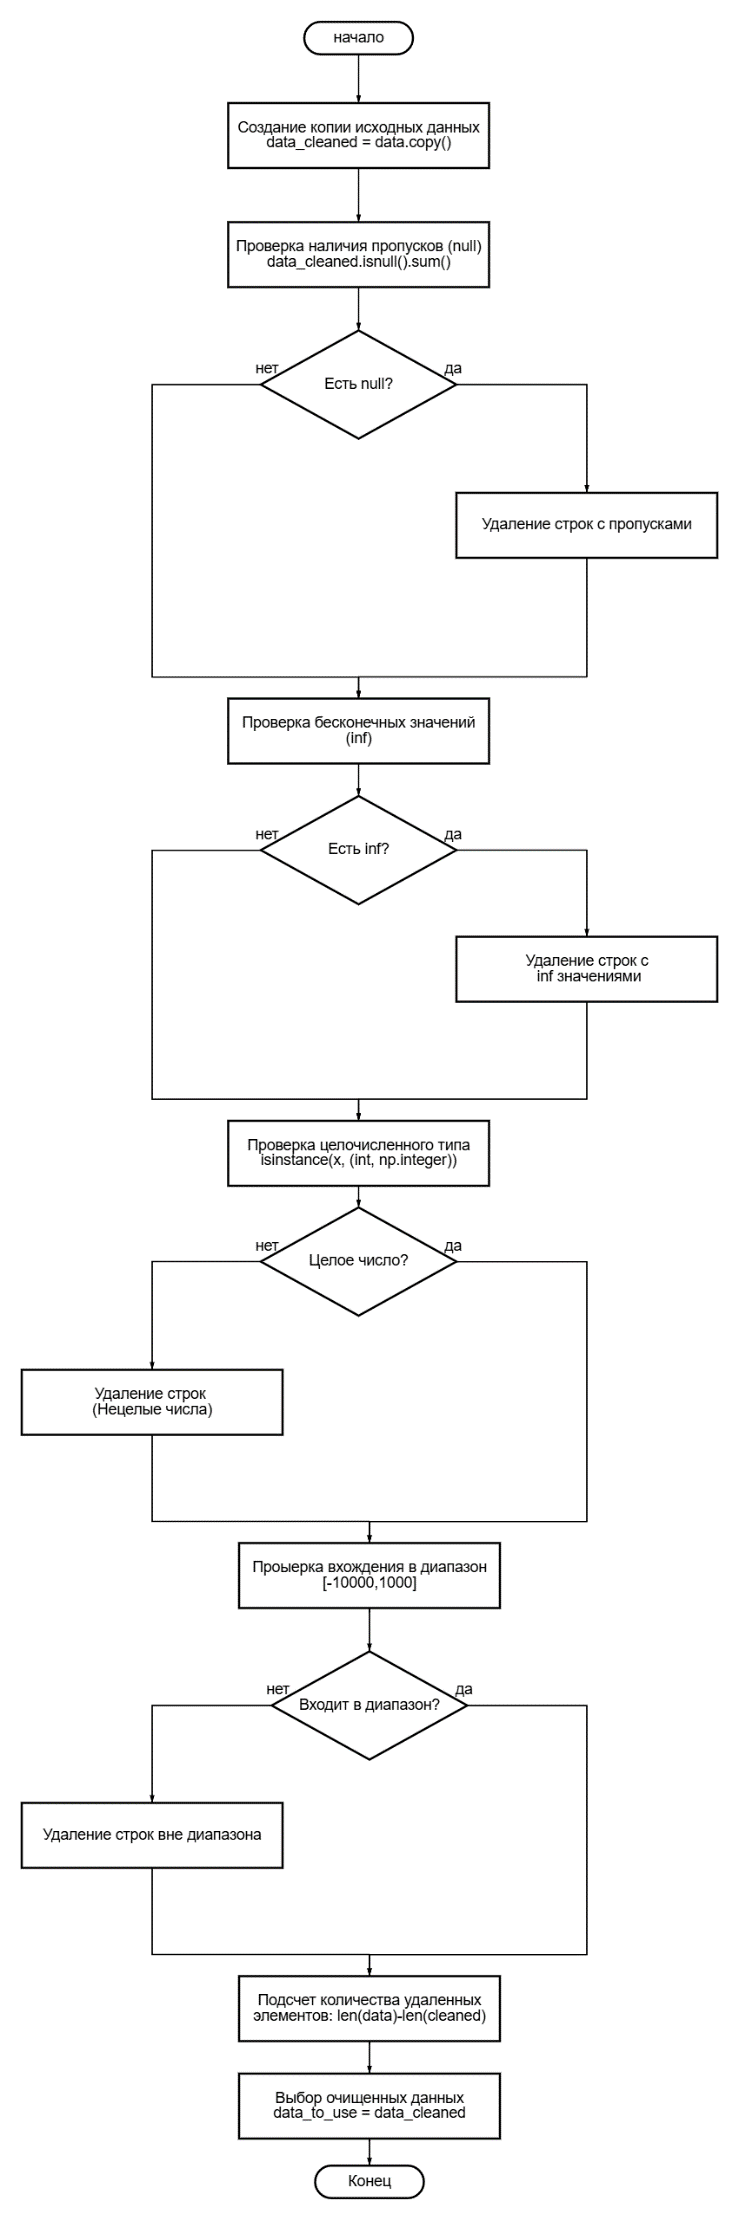 начало
Создание копии исходных данных
data_cleaned = data.copy()
Проверка наличия пропусков (null)
data_cleaned.isnull().sum()
нет
да
Есть null?
Удаление строк с пропусками
Проверка бесконечных значений
(inf)
нет
да
Есть inf?
Удаление строк с
inf значениями
Проверка целочисленного типа
isinstance(x, (int, np.integer))
нет
да
Целое число?
Удаление строк
(Нецелые числа)
Проыерка вхождения в диапазон
[-10000,1000]
нет
да
Входит в диапазон?
Удаление строк вне диапазона
Подсчет количества удаленных
элементов: len(data)-len(cleaned)
Выбор очищенных данных
data_to_use = data_cleaned
Конец